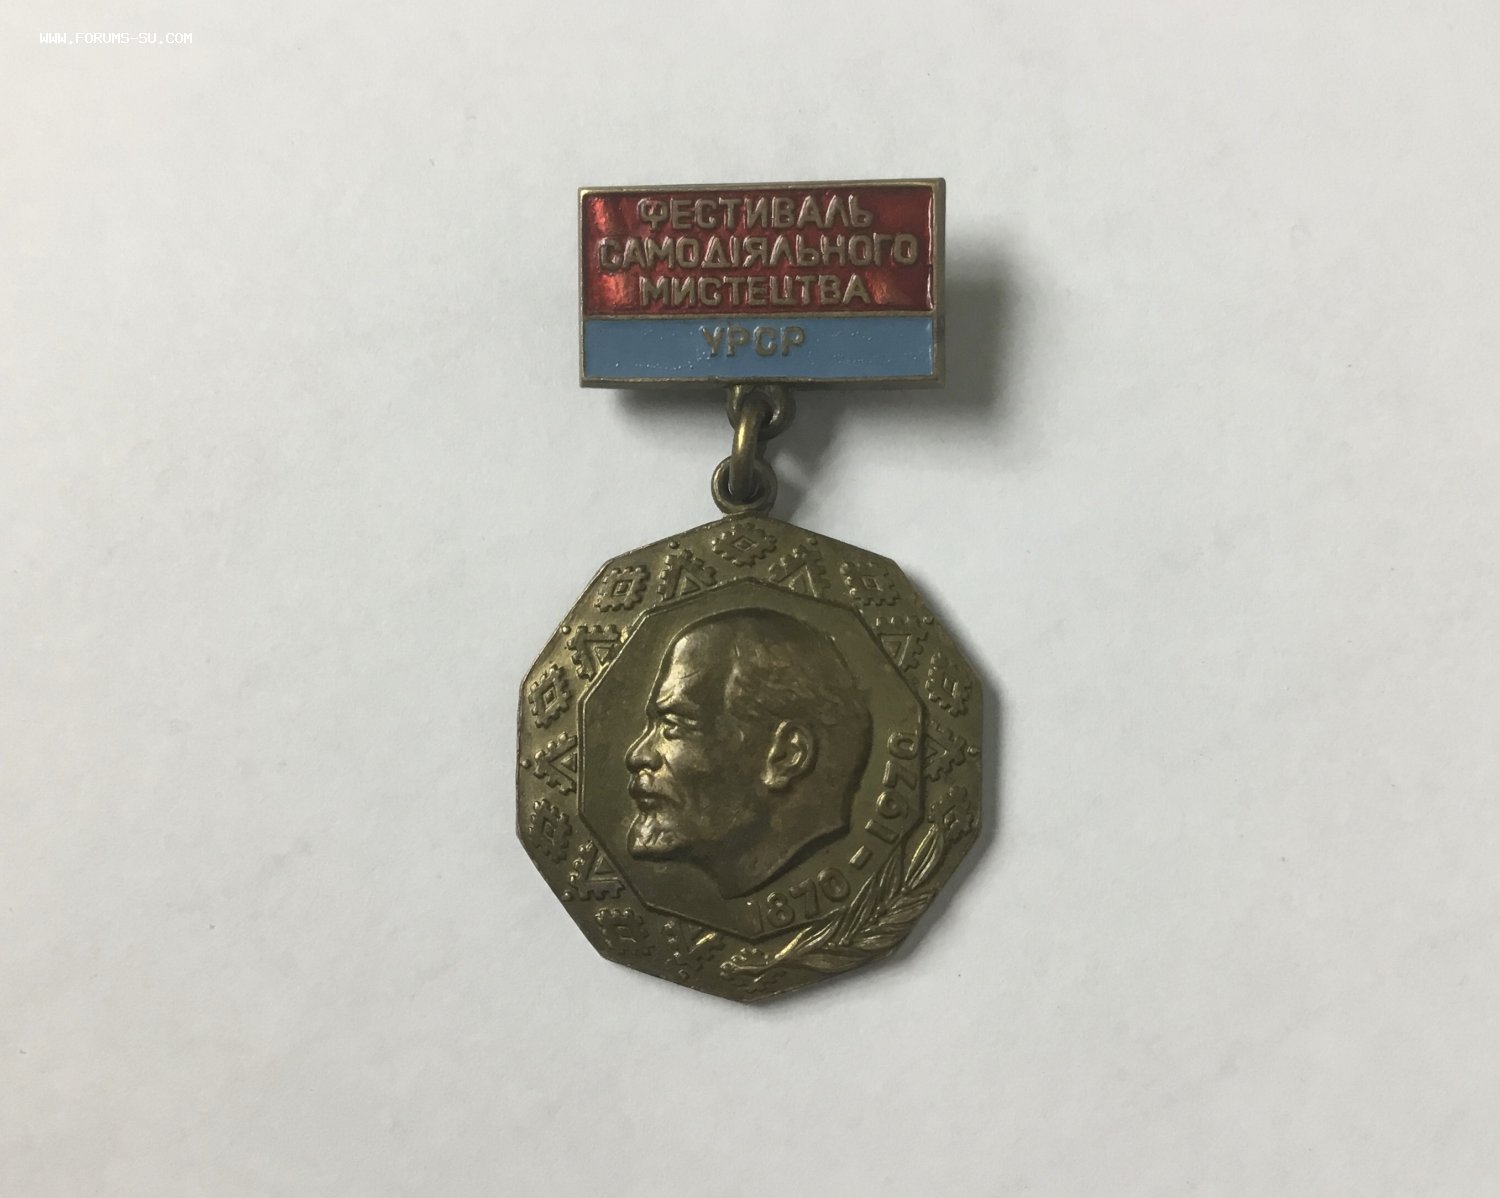 WWW.FORUMS-SU.COM
ФЕСТИВАЛЬ
САМОДІЯЛЬНОГО
МИСТЕЦТВА
УРСР
1870-1970